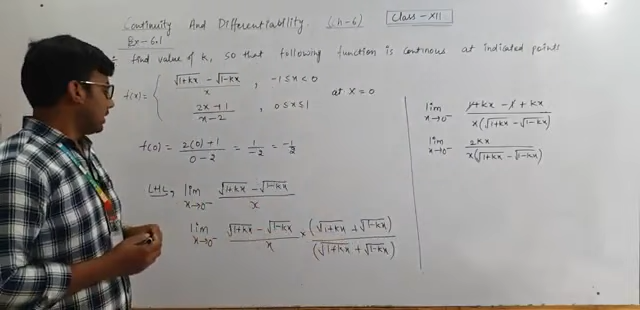 Continuity And Differentiability. (Ch-6) Class - XII
Ex-6.1
find value of k, so that following function is continous at indicated points
f(x) = { (√1+kx - √1-kx)/x , -1 ≤ x < 0
(2x+1)/(x-2) , 0 ≤ x ≤ 1
at x = 0
f(0) = (2(0)+1)/(0-2) = 1/-2 = -1/2
LHL, lim x→0⁻ (√1+kx - √1-kx)/x
lim x→0⁻ (√1+kx - √1-kx)/x × (√1+kx + √1-kx)/(√1+kx + √1-kx)
lim x→0⁻ (1+kx - 1 + kx)/(x(√1+kx - √1-kx))
lim x→0⁻ 2kx/(x(√1+kx - √1-kx))